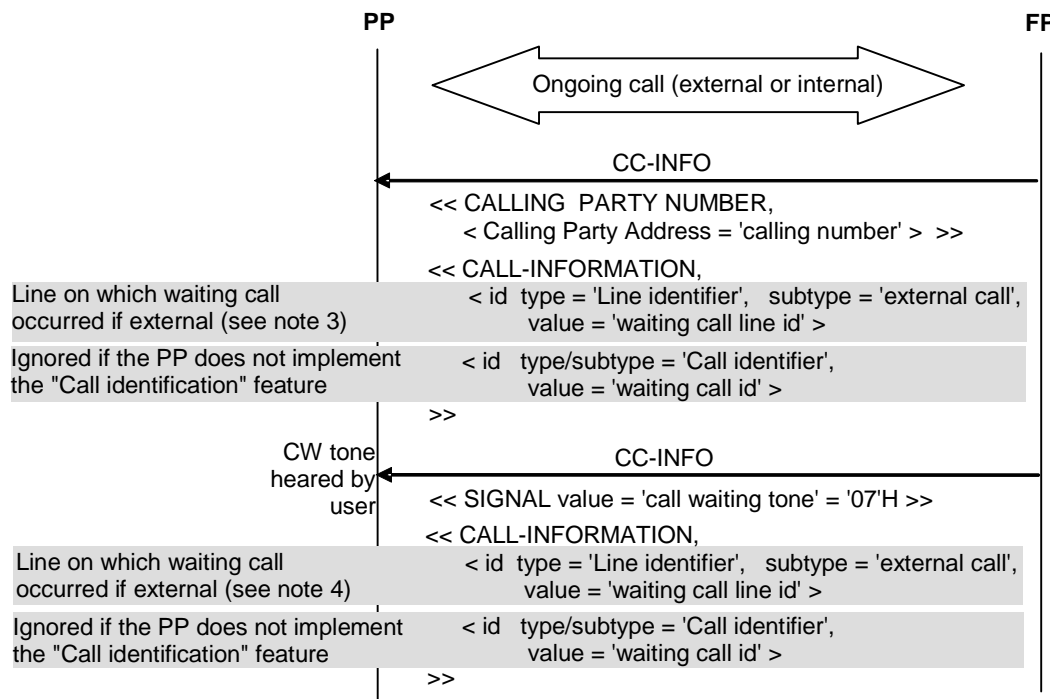 PP FP
Ongoing call (external or internal)
CC-INFO
<< CALLING PARTY NUMBER,
< Calling Party Address = 'calling number' > >>
<< CALL-INFORMATION,
Line on which waiting call
occurred if external (see note 3)
< id type = 'Line identifier', subtype = 'external call',
value = 'waiting call line id' >
Ignored if the PP does not implement
the "Call identification" feature
< id type/subtype = 'Call identifier',
value = 'waiting call id' >
>>
CW tone
heared by
user
CC-INFO
<< SIGNAL value = 'call waiting tone' = '07'H >>
<< CALL-INFORMATION,
Line on which waiting call
occurred if external (see note 4)
< id type = 'Line identifier', subtype = 'external call',
value = 'waiting call line id' >
Ignored if the PP does not implement
the "Call identification" feature
< id type/subtype = 'Call identifier',
value = 'waiting call id' >
>>